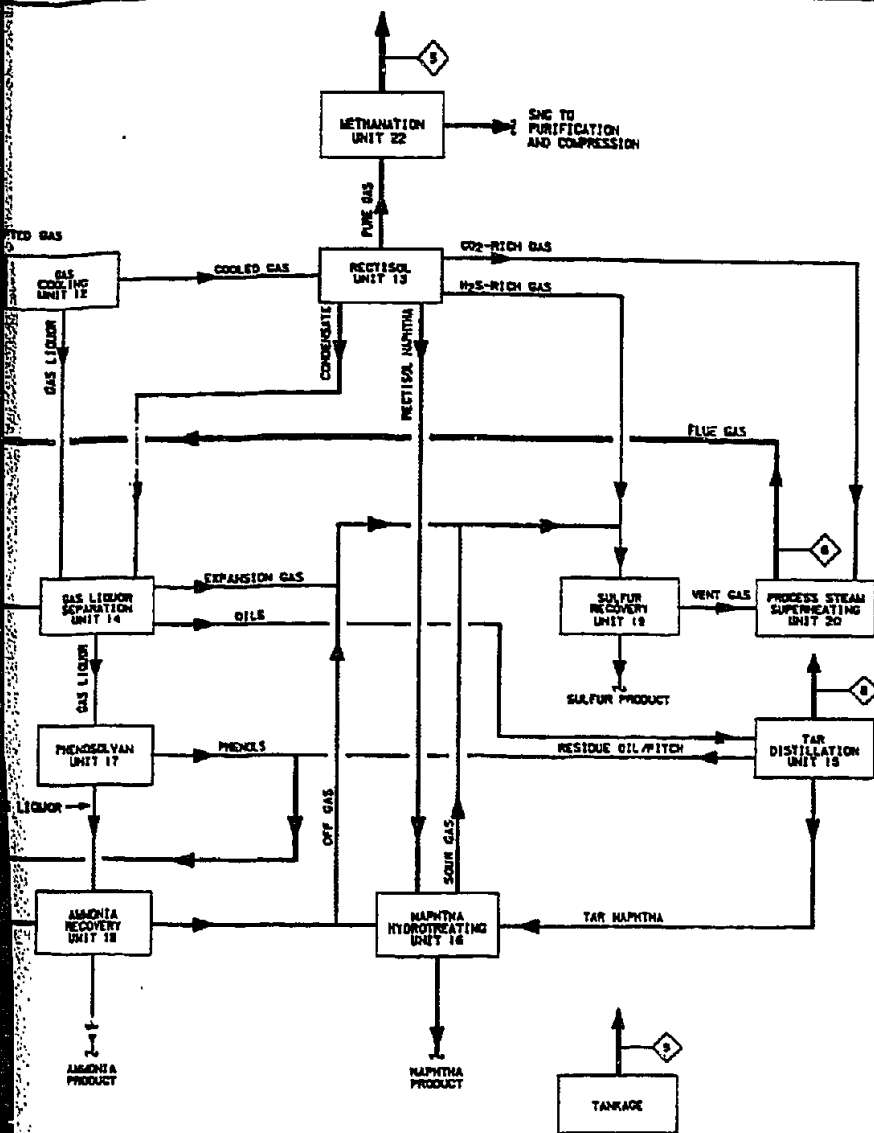 5
METHANATION
UNIT 22
SNG TO
PURIFICATION
AND COMPRESSION
PURE GAS
TED GAS
GAS
COOLING
UNIT 12
COOLED GAS
RECTISOL
UNIT 13
CO2-RICH GAS
H2S-RICH GAS
GAS LIQUOR
CONDENSATE
RECTISOL NAPHTHA
FLUE GAS
6
GAS LIQUOR
SEPARATION
UNIT 14
EXPANSION GAS
OILS
SULFUR
RECOVERY
UNIT 19
VENT GAS
PROCESS STEAM
SUPERHEATING
UNIT 20
SULFUR PRODUCT
8
GAS LIQUOR
PHENOSOLVAN
UNIT 17
PHENOLS
RESIDUE OIL/PITCH
TAR
DISTILLATION
UNIT 15
LIQUOR
OFF GAS
SOUR GAS
AMMONIA
RECOVERY
UNIT 18
NAPHTHA
HYDROTREATING
UNIT 16
TAR NAPHTHA
AMMONIA
PRODUCT
NAPHTHA
PRODUCT
9
TANKAGE